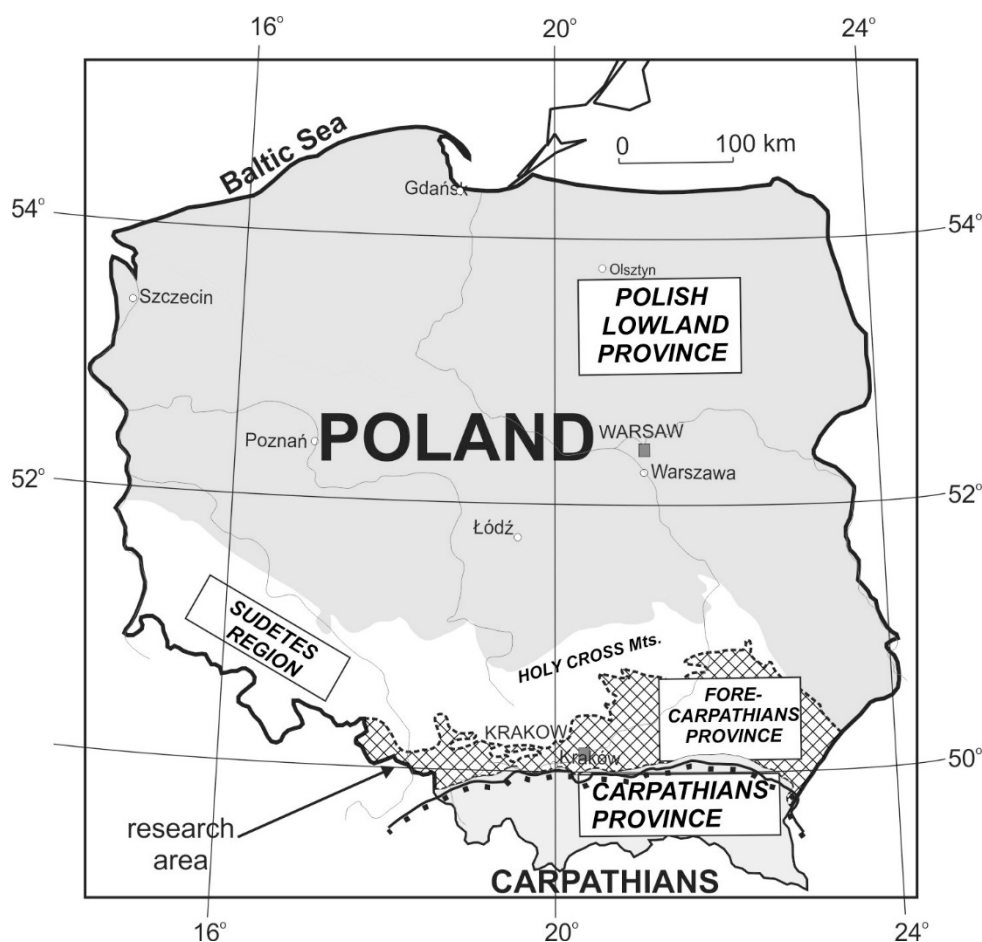 16°
20°
24°
Baltic Sea
0 100 km
Gdańsk
54°
54°
Olsztyn
Szczecin
POLISH
LOWLAND
PROVINCE
POLAND
WARSAW
Poznań
Warszawa
52°
52°
Łódź
SUDETES
REGION
HOLY CROSS Mts.
FORE-
CARPATHIANS
PROVINCE
KRAKOW
Kraków
50°
50°
CARPATHIANS
PROVINCE
research
area
CARPATHIANS
16°
20°
24°